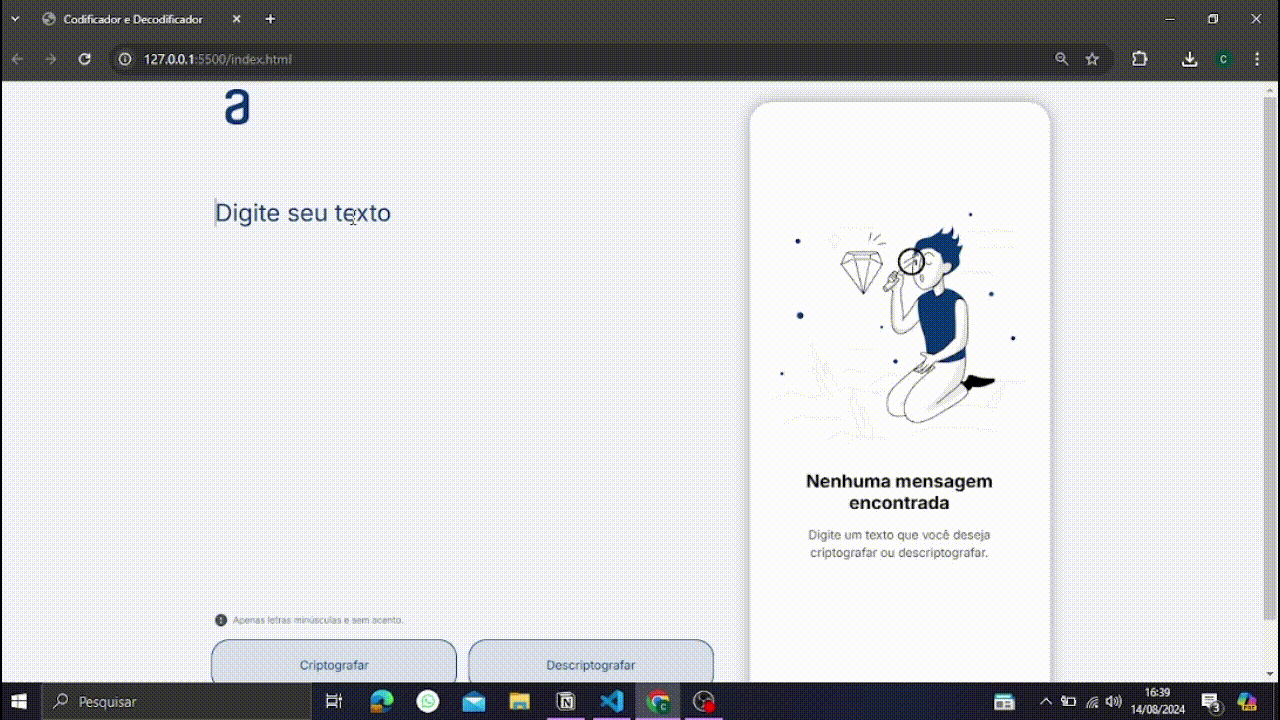 Codificador e Decodificador
127.0.0.1:5500/index.html
C
a
Digite seu texto
Nenhuma mensagem
encontrada
Digite um texto que você deseja
criptografar ou descriptografar.
Apenas letras minúsculas e sem acento.
Criptografar
Descriptografar
Pesquisar
16:39
14/08/2024
3